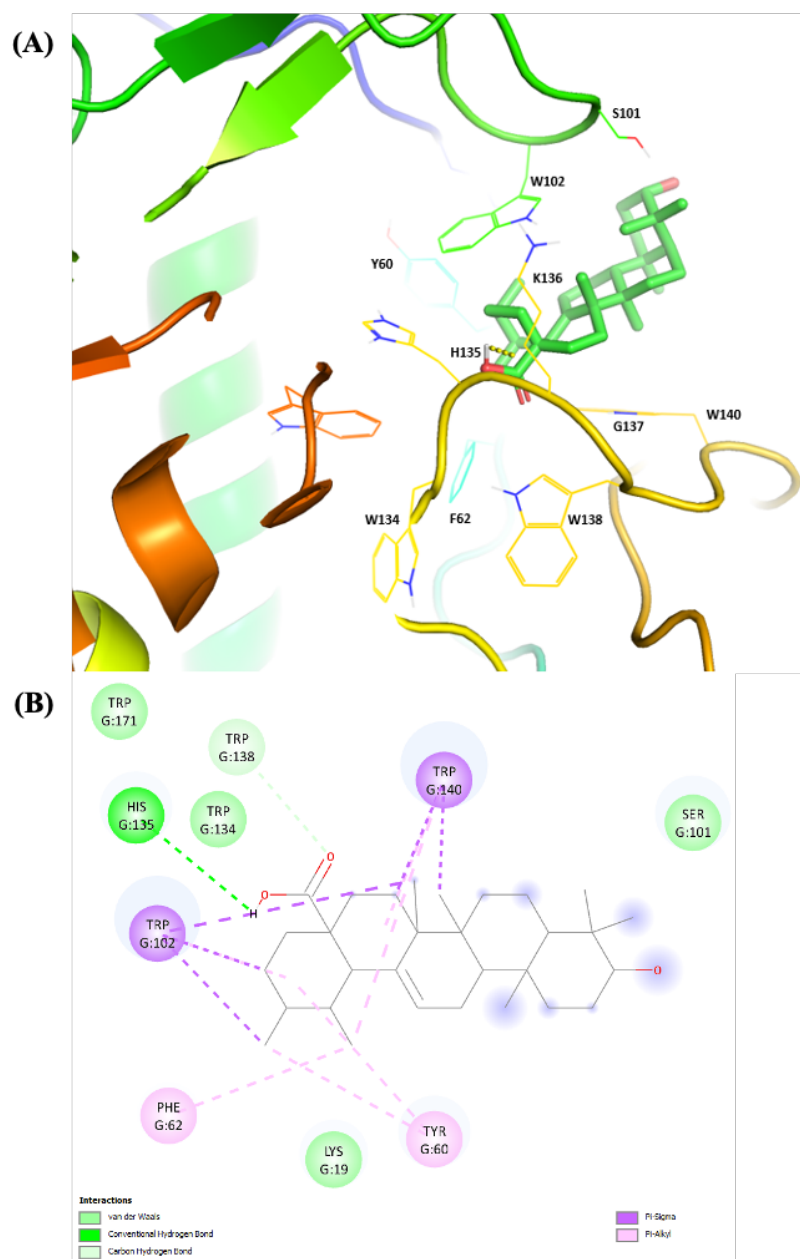 (A)
S101
W102
Y60
K136
H135
G137
W140
W134
F62
W138
(B)
TRP
G:171
TRP
G:138
TRP
G:140
HIS
G:135
TRP
G:134
SER
G:101
O
O
H
TRP
G:102
O
PHE
G:62
LYS
G:19
TYR
G:60
Interactions
van der Waals
Conventional Hydrogen Bond
Carbon Hydrogen Bond
Pi-Sigma
Pi-Alkyl